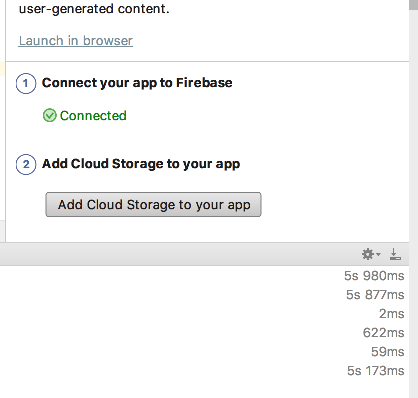 user-generated content.
Launch in browser
1 Connect your app to Firebase
Connected
2 Add Cloud Storage to your app
Add Cloud Storage to your app
5s 980ms
5s 877ms
2ms
622ms
59ms
5s 173ms